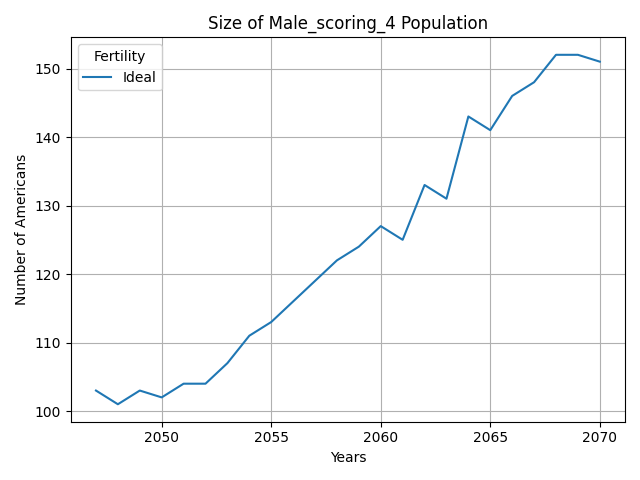 Size of Male_scoring_4 Population
Fertility
Ideal
Number of Americans
150
140
130
120
110
100
2050
2055
2060
2065
2070
Years